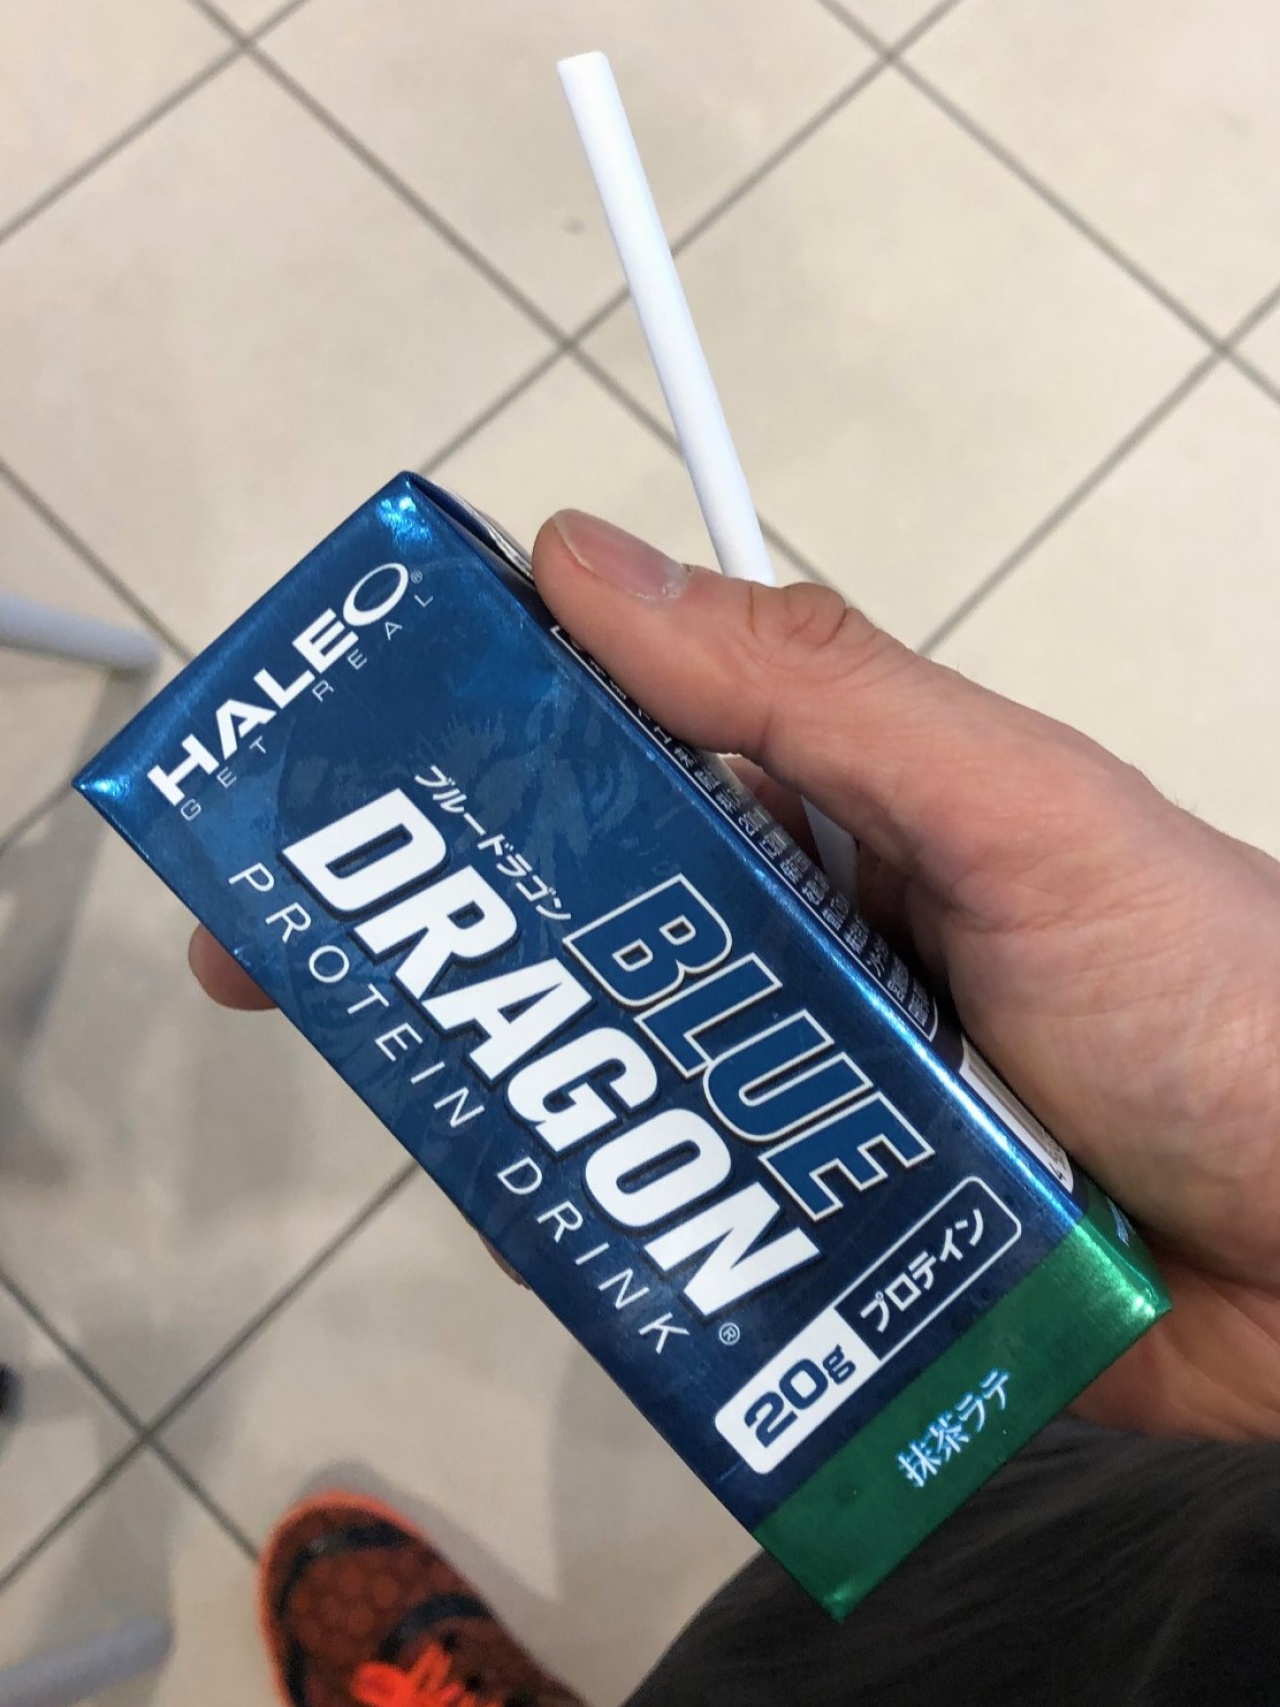 HALEO®
GET REAL
ブルードラゴン
BLUE
DRAGON®
PROTEIN DRINK
20g プロテイン
抹茶ラテ